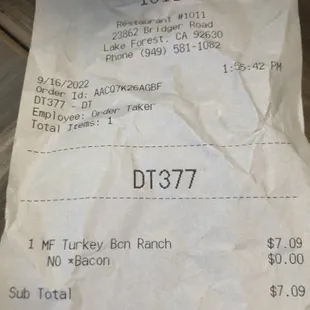 Restaurant #1011
23862 Bridger Road
Lake Forest, CA 92630
Phone (949) 581-1082
9/16/2022 1:55:42 PM
Order Id: AACQ7K26AGBF
DT377 - DT
Employee: Order Taker
Total Items: 1
DT377
1 MF Turkey Bcn Ranch $7.09
NO *Bacon $0.00
Sub Total $7.09